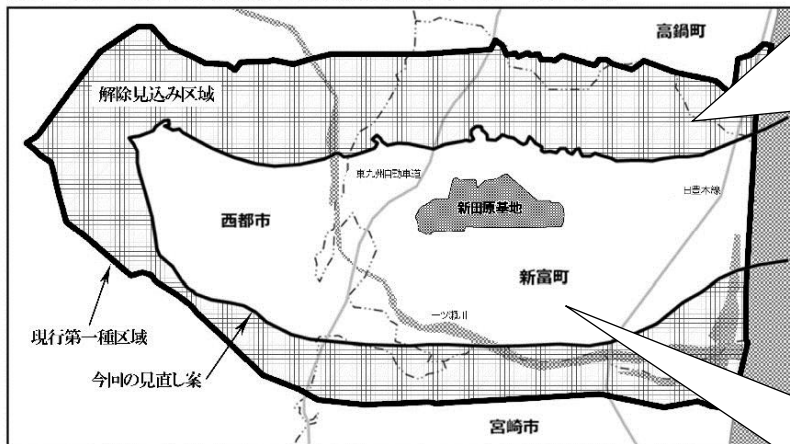 高鍋町
解除見込み区域
東九州自動車道
日豊本線
新田原基地
西都市
新富町
一ツ瀬川
現行第一種区域
今回の見直し案
宮崎市